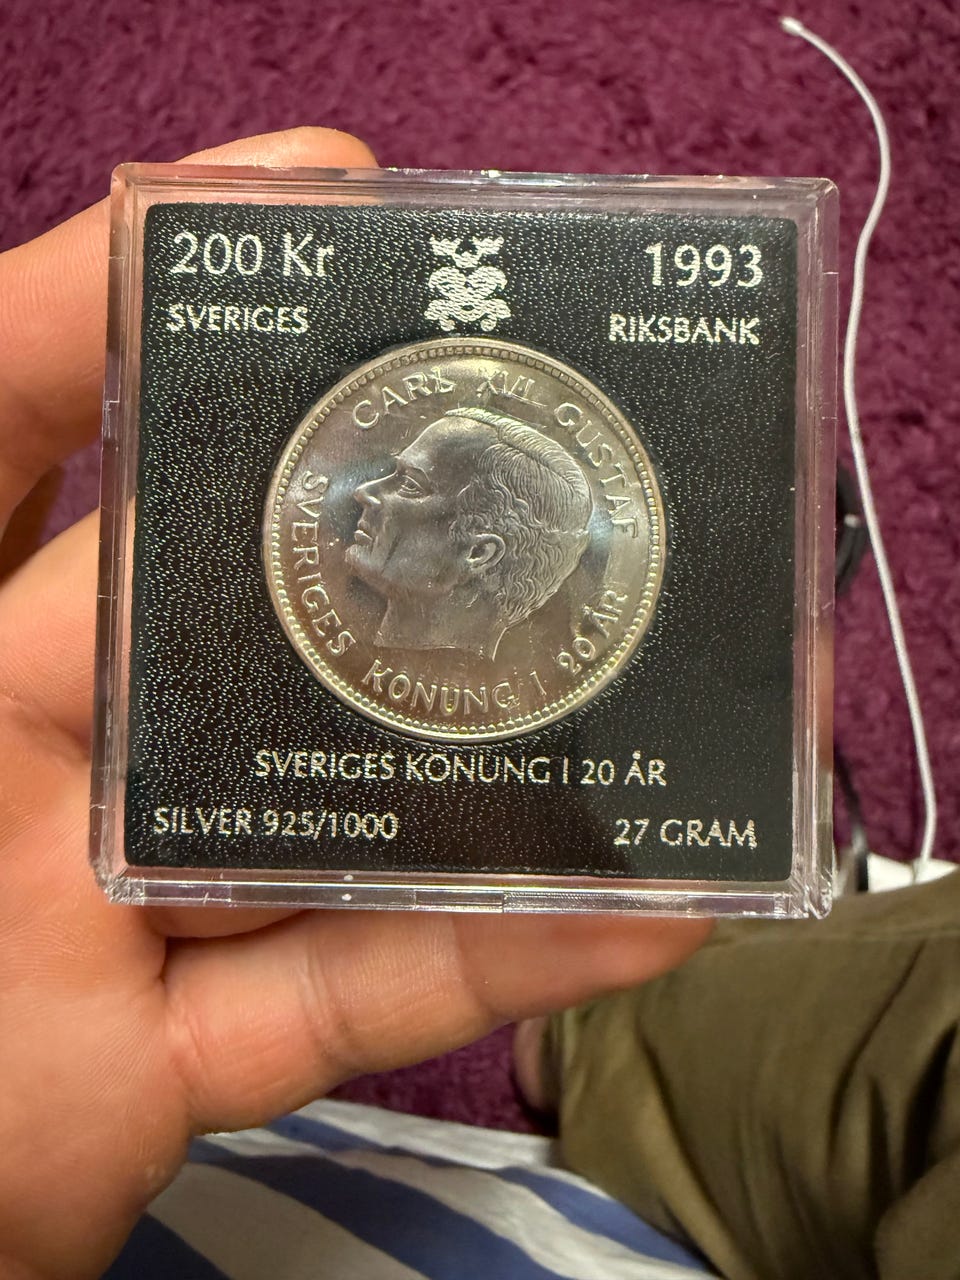 200 Kr
1993
SVERIGES
RIKSBANK
CARL XVI GUSTAF
SVERIGES KONUNG I 20 ÅR
SVERIGES KONUNG I 20 ÅR
SILVER 925/1000
27 GRAM